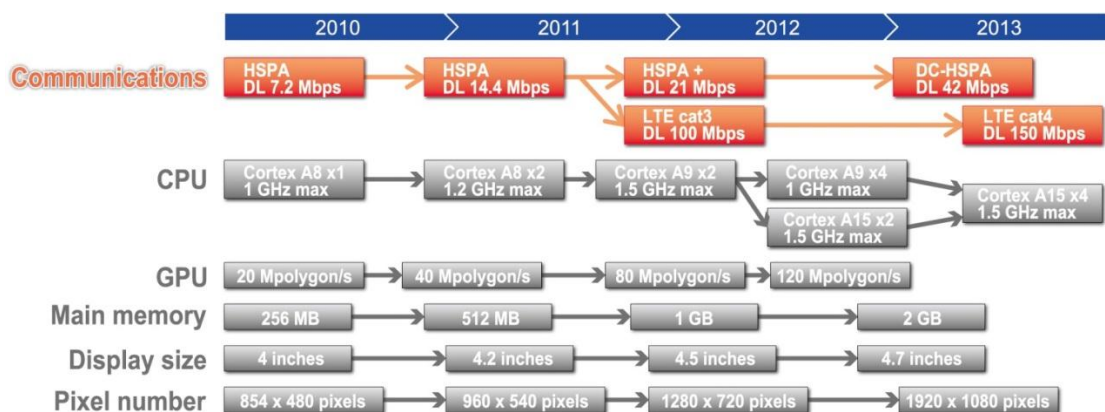 2010 2011 2012 2013
Communications
HSPA
DL 7.2 Mbps
HSPA
DL 14.4 Mbps
HSPA +
DL 21 Mbps
DC-HSPA
DL 42 Mbps
LTE cat3
DL 100 Mbps
LTE cat4
DL 150 Mbps
CPU
Cortex A8 x1
1 GHz max
Cortex A8 x2
1.2 GHz max
Cortex A9 x2
1.5 GHz max
Cortex A9 x4
1 GHz max
Cortex A15 x2
1.5 GHz max
Cortex A15 x4
1.5 GHz max
GPU
20 Mpolygon/s
40 Mpolygon/s
80 Mpolygon/s
120 Mpolygon/s
Main memory
256 MB
512 MB
1 GB
2 GB
Display size
4 inches
4.2 inches
4.5 inches
4.7 inches
Pixel number
854 x 480 pixels
960 x 540 pixels
1280 x 720 pixels
1920 x 1080 pixels